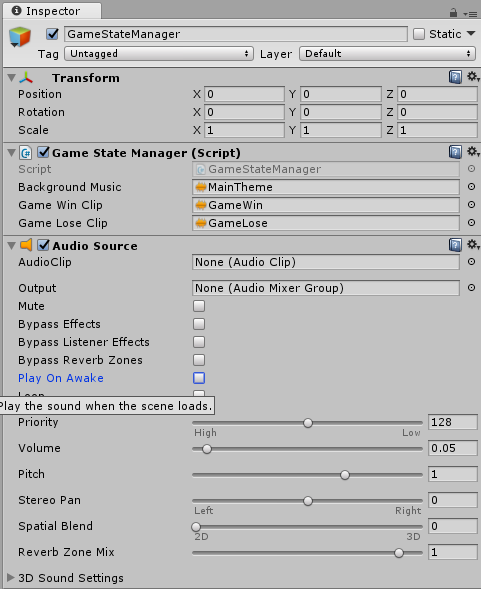 Inspector
GameStateManager Static
Tag Untagged Layer Default
Transform
Position X 0 Y 0 Z 0
Rotation X 0 Y 0 Z 0
Scale X 1 Y 1 Z 1
Game State Manager (Script)
Script GameStateManager
Background Music MainTheme
Game Win Clip GameWin
Game Lose Clip GameLose
Audio Source
AudioClip None (Audio Clip)
Output None (Audio Mixer Group)
Mute
Bypass Effects
Bypass Listener Effects
Bypass Reverb Zones
Play On Awake
Play the sound when the scene loads.
Priority 128
High Low
Volume 0.05
Pitch 1
Stereo Pan 0
Left Right
Spatial Blend 0
2D 3D
Reverb Zone Mix 1
3D Sound Settings